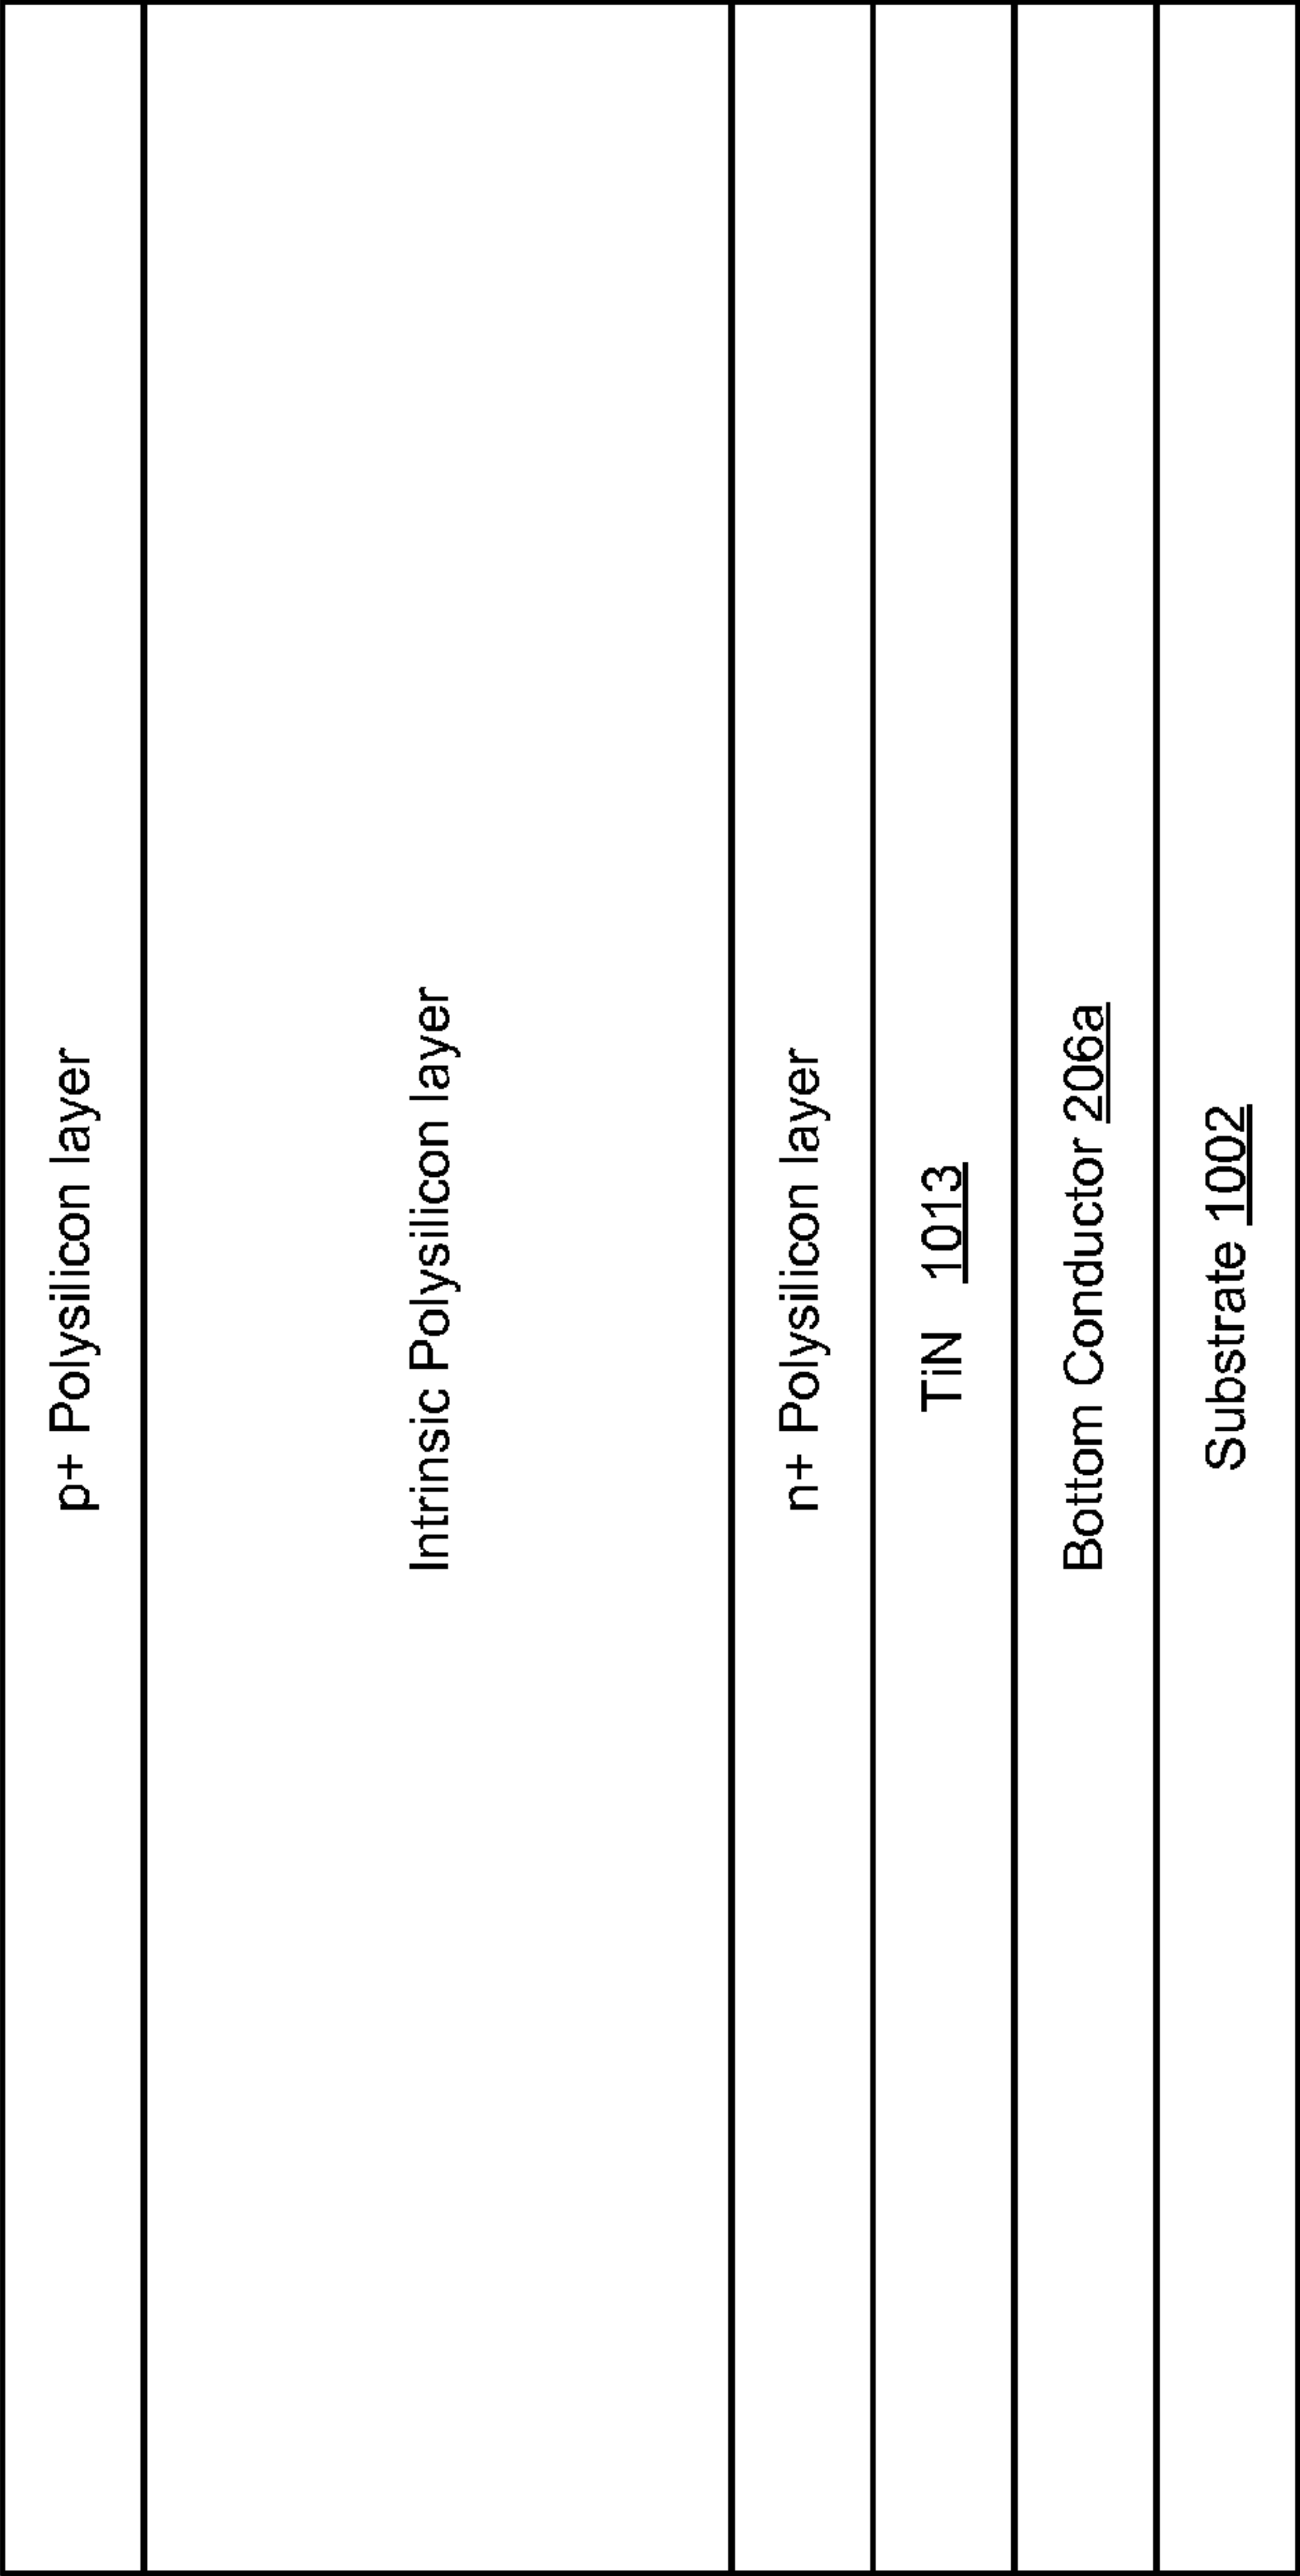 p+ Polysilicon layer
Intrinsic Polysilicon layer
n+ Polysilicon layer
TiN 1013
Bottom Conductor 206a
Substrate 1002